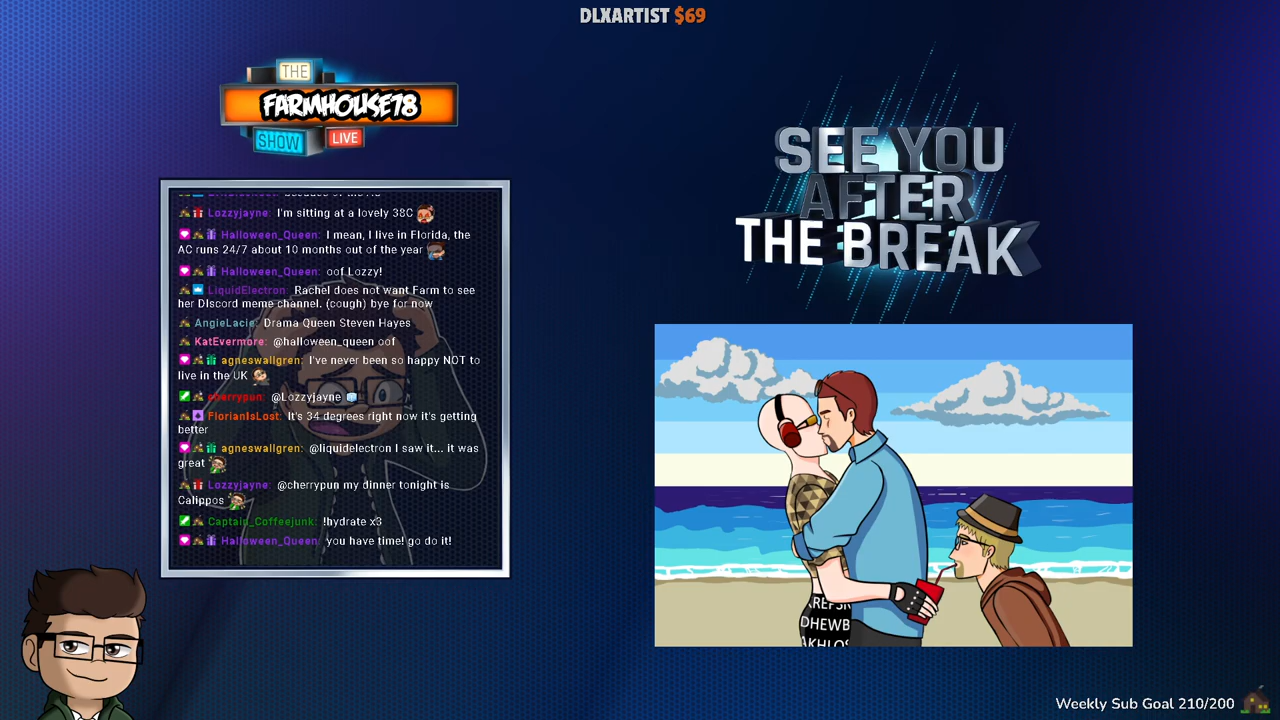 DLXARTIST $69
THE
FARMHOUSE78
SHOW LIVE
SEE YOU
AFTER
THE BREAK
Lozzyjayne: I'm sitting at a lovely 38C
Halloween_Queen: I mean, I live in Florida, the
AC runs 24/7 about 10 months out of the year
Halloween_Queen: oof Lozzy!
LiquidElectron: Rachel does not want Farm to see
her DIscord meme channel. (cough) bye for now
AngieLacie: Drama Queen Steven Hayes
KatEvermore: @halloween_queen oof
agneswallgren: I've never been so happy NOT to
live in the UK
cherrypun: @Lozzyjayne
FlorianIsLost: It's 34 degrees right now it's getting
better
agneswallgren: @liquidelectron I saw it... it was
great
Lozzyjayne: @cherrypun my dinner tonight is
Calippos
Captain_Coffeejunk: !hydrate x3
Halloween_Queen: you have time! go do it!
DHEWB
Weekly Sub Goal 210/200